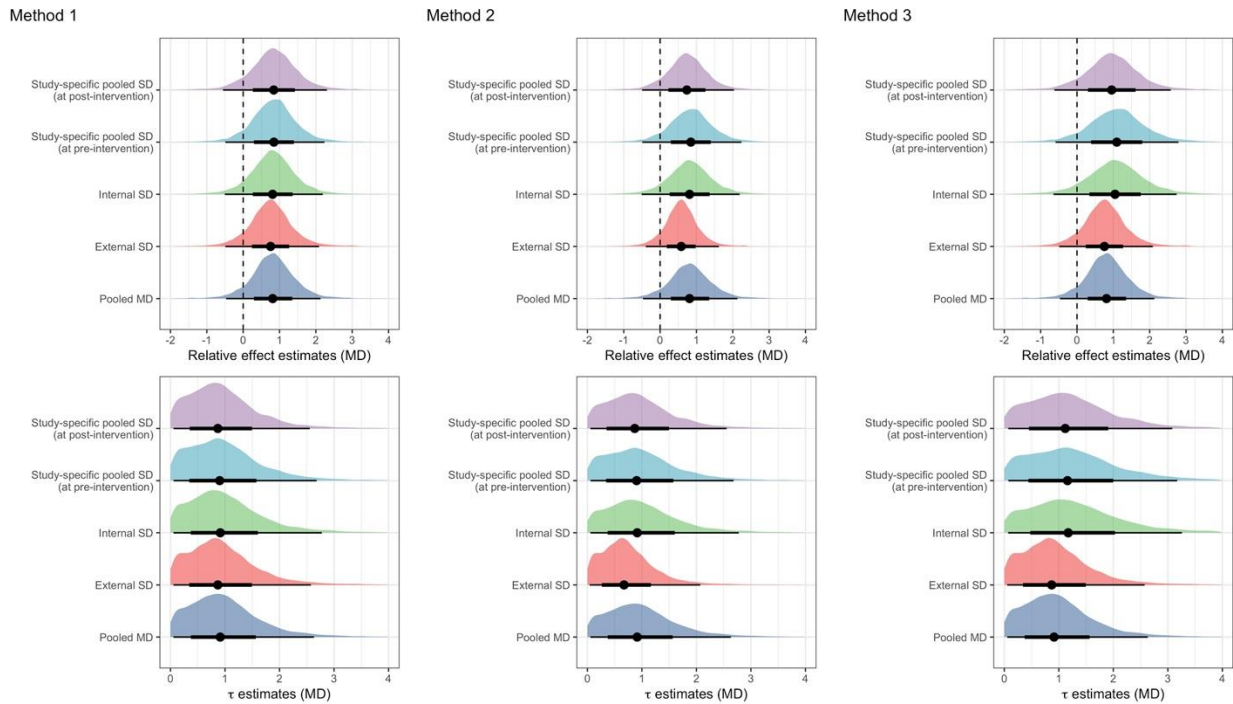 Method 1
Method 2
Method 3
Study-specific pooled SD
(at post-intervention)
Study-specific pooled SD
(at pre-intervention)
Internal SD
External SD
Pooled MD
-2 -1 0 1 2 3 4
Relative effect estimates (MD)
Study-specific pooled SD
(at post-intervention)
Study-specific pooled SD
(at pre-intervention)
Internal SD
External SD
Pooled MD
-2 -1 0 1 2 3 4
Relative effect estimates (MD)
Study-specific pooled SD
(at post-intervention)
Study-specific pooled SD
(at pre-intervention)
Internal SD
External SD
Pooled MD
-2 -1 0 1 2 3 4
Relative effect estimates (MD)
Study-specific pooled SD
(at post-intervention)
Study-specific pooled SD
(at pre-intervention)
Internal SD
External SD
Pooled MD
0 1 2 3 4
τ estimates (MD)
Study-specific pooled SD
(at post-intervention)
Study-specific pooled SD
(at pre-intervention)
Internal SD
External SD
Pooled MD
0 1 2 3 4
τ estimates (MD)
Study-specific pooled SD
(at post-intervention)
Study-specific pooled SD
(at pre-intervention)
Internal SD
External SD
Pooled MD
0 1 2 3 4
τ estimates (MD)